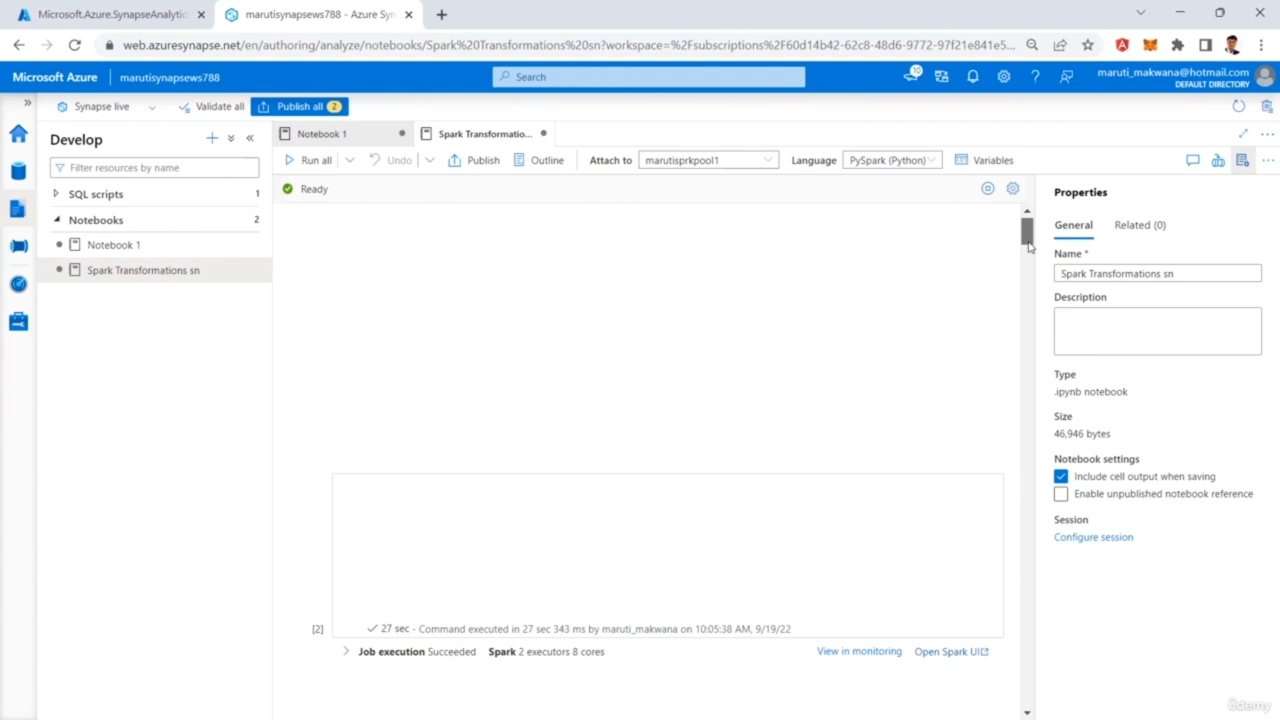 Microsoft.Azure.SynapseAnalytic
marutisynapsews788 - Azure Syn
web.azuresynapse.net/en/authoring/analyze/notebooks/Spark%20Transformations%20sn?workspace=%2Fsubscriptions%2F60d14b42-62c8-48d6-9772-97f21e841e5...
Microsoft Azure
marutisynapsews788
Search
10
maruti_makwana@hotmail.com
DEFAULT DIRECTORY
Synapse live
Validate all
Publish all
2
Develop
Filter resources by name
SQL scripts
1
Notebooks
2
Notebook 1
Spark Transformations sn
Notebook 1
Spark Transformatio...
Run all
Undo
Publish
Outline
Attach to
marutisprkpool1
Language
PySpark (Python)
Variables
Ready
[2]
27 sec - Command executed in 27 sec 343 ms by maruti_makwana on 10:05:38 AM, 9/19/22
Job execution Succeeded
Spark 2 executors 8 cores
View in monitoring
Open Spark UI
Properties
General
Related (0)
Name *
Spark Transformations sn
Description
Type
.ipynb notebook
Size
46,946 bytes
Notebook settings
Include cell output when saving
Enable unpublished notebook reference
Session
Configure session
ûdemy